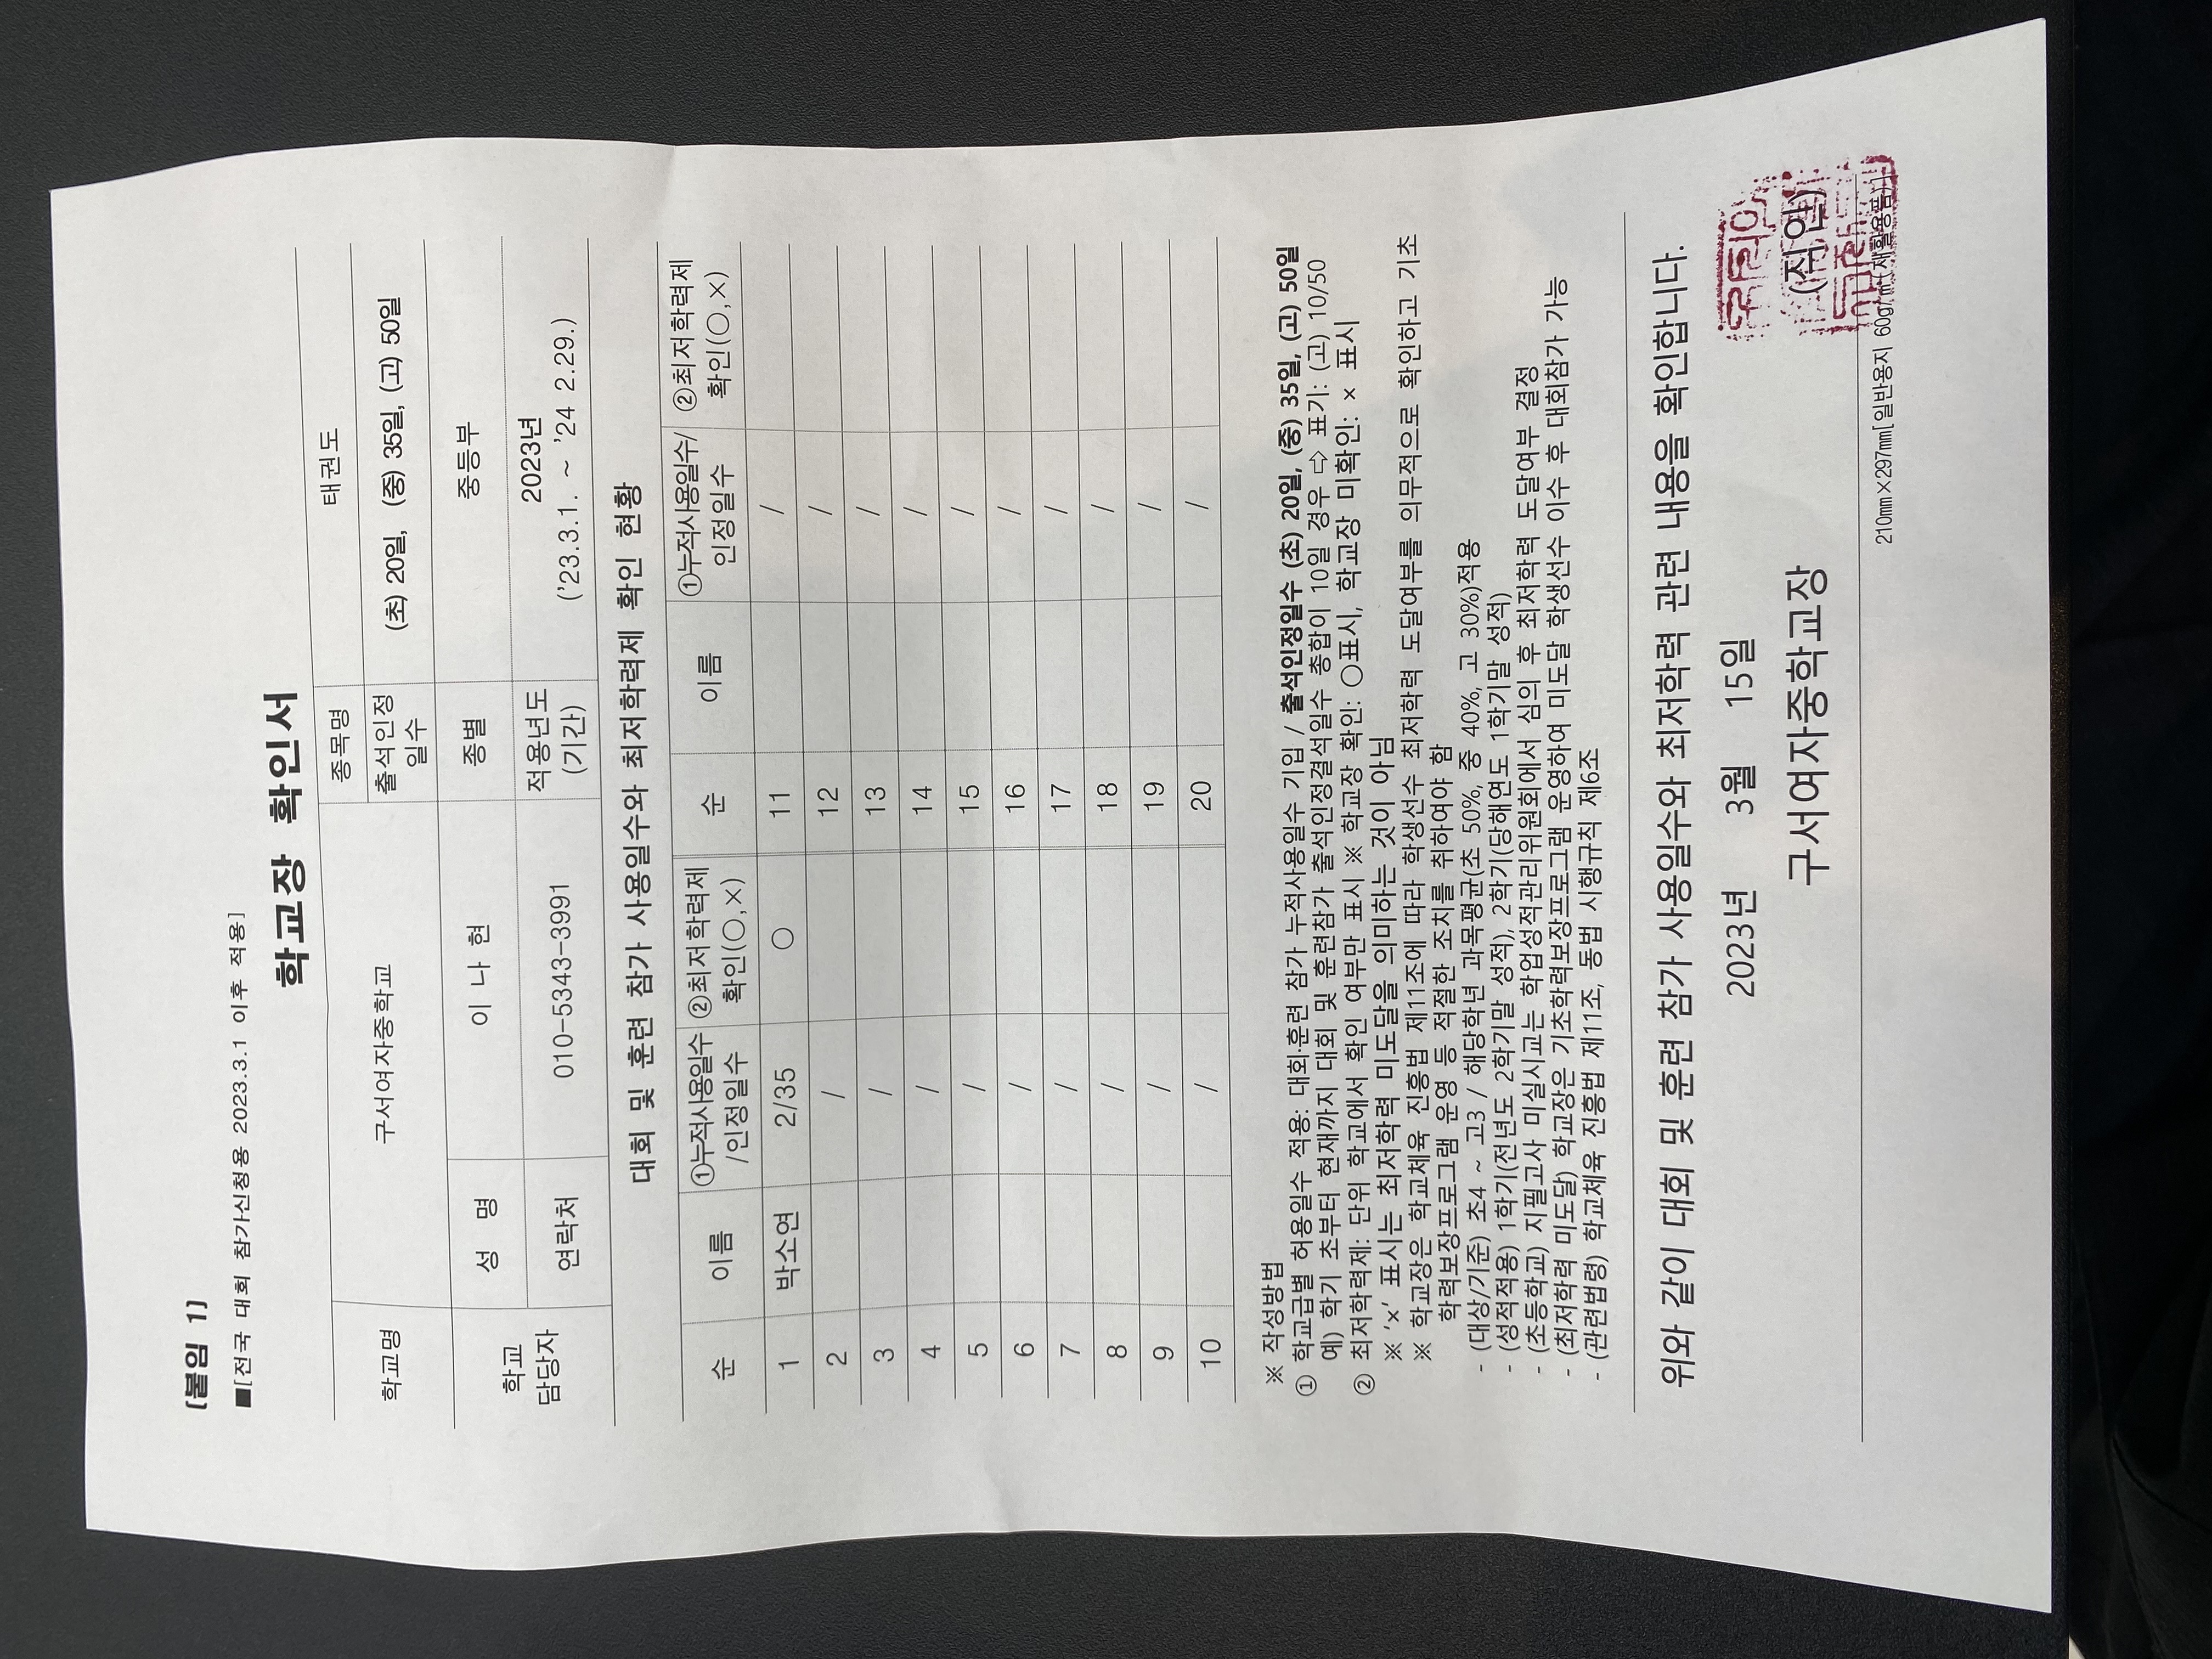 [붙임 1]
■[전국 대회 참가신청용 2023.3.1 이후 적용]
학교장 확인서
학교명 구서여자중학교 종목명 태권도
출석인정 일수 (초) 20일, (중) 35일, (고) 50일
학교 담당자 성 명 이 나 현 종별 중등부
연락처 010-5343-3991 적용년도 (기간) 2023년 ('23.3.1. ~ '24 2.29.)
대회 및 훈련 참가 사용일수와 최저학력제 확인 현황
순 이름 ①누적사용일수 /인정일수 ②최저학력제 확인(○,×) 순 이름 ①누적사용일수/ 인정일수 ②최저학력제 확인(○,×)
1 박소연 2/35 ○ 11 /
2 / 12 /
3 / 13 /
4 / 14 /
5 / 15 /
6 / 16 /
7 / 17 /
8 / 18 /
9 / 19 /
10 / 20 /
※ 작성방법
① 학교급별 허용일수 적용: 대회·훈련 참가 누적사용일수 기입 / 출석인정일수 (초) 20일, (중) 35일, (고) 50일
예) 학기 초부터 현재까지 대회 및 훈련참가 출석인정결석일수 총합이 10일 경우 ⇨ 표기: (고) 10/50
② 최저학력제: 단위 학교에서 확인 여부만 표시 ※ 학교장 확인: ○표시, 학교장 미확인: × 표시
※ '×' 표시는 최저학력 미도달을 의미하는 것이 아님
※ 학교장은 학교체육 진흥법 제11조에 따라 학생선수 최저학력 도달여부를 의무적으로 확인하고 기초
학력보장프로그램 운영 등 적절한 조치를 취하여야 함
- (대상/기준) 초4 ~ 고3 / 해당학년 과목평균(초 50%, 중 40%, 고 30%)적용
- (성적적용) 1학기(전년도 2학기말 성적), 2학기(당해연도 1학기말 성적)
- (초등학교) 지필고사 미실시교는 학업성적관리위원회에서 심의 후 최저학력 도달여부 결정
- (최저학력 미도달) 학교장은 기초학력보장프로그램 운영하여 미도달 학생선수 이수 후 대회참가 가능
- (관련법령) 학교체육 진흥법 제11조, 동법 시행규칙 제6조
위와 같이 대회 및 훈련 참가 사용일수와 최저학력 관련 내용을 확인합니다.
2023년 3월 15일
구서여자중학교장 (직인)
210㎜×297㎜[일반용지 60g/㎡(재활용품)]